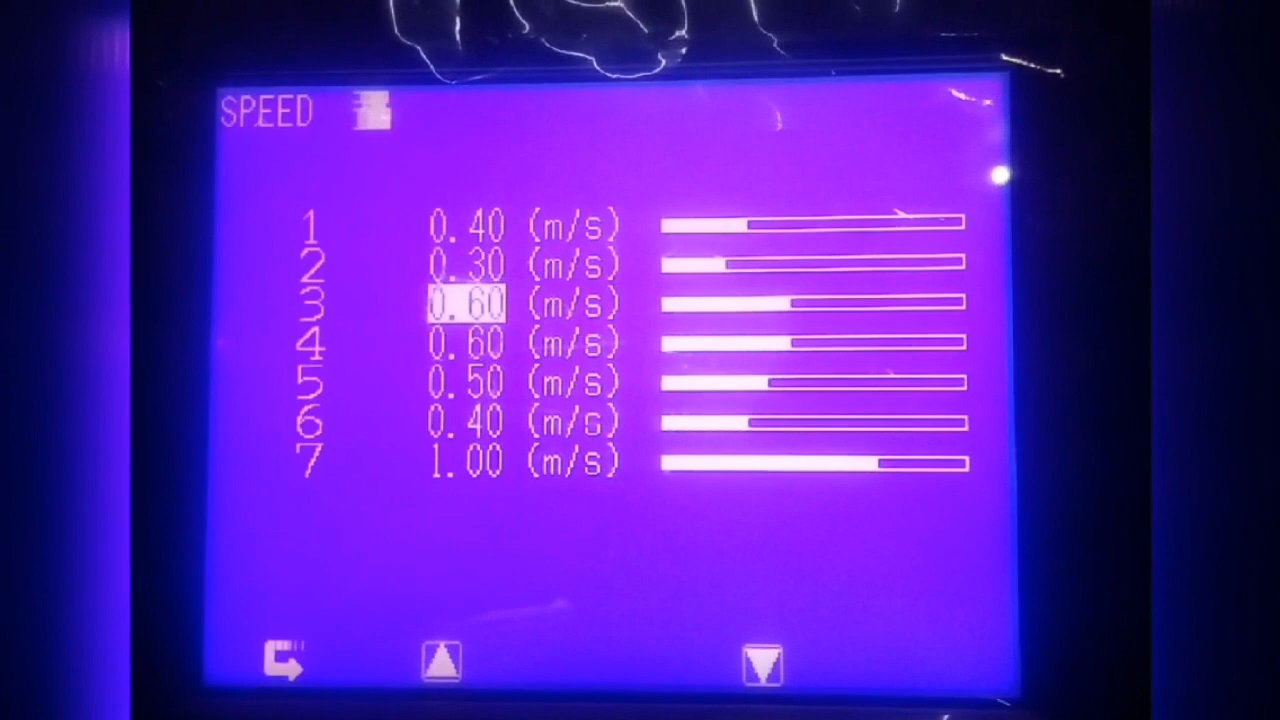 SPEED
1 0.40 (m/s)
2 0.30 (m/s)
3 0.60 (m/s)
4 0.60 (m/s)
5 0.50 (m/s)
6 0.40 (m/s)
7 1.00 (m/s)